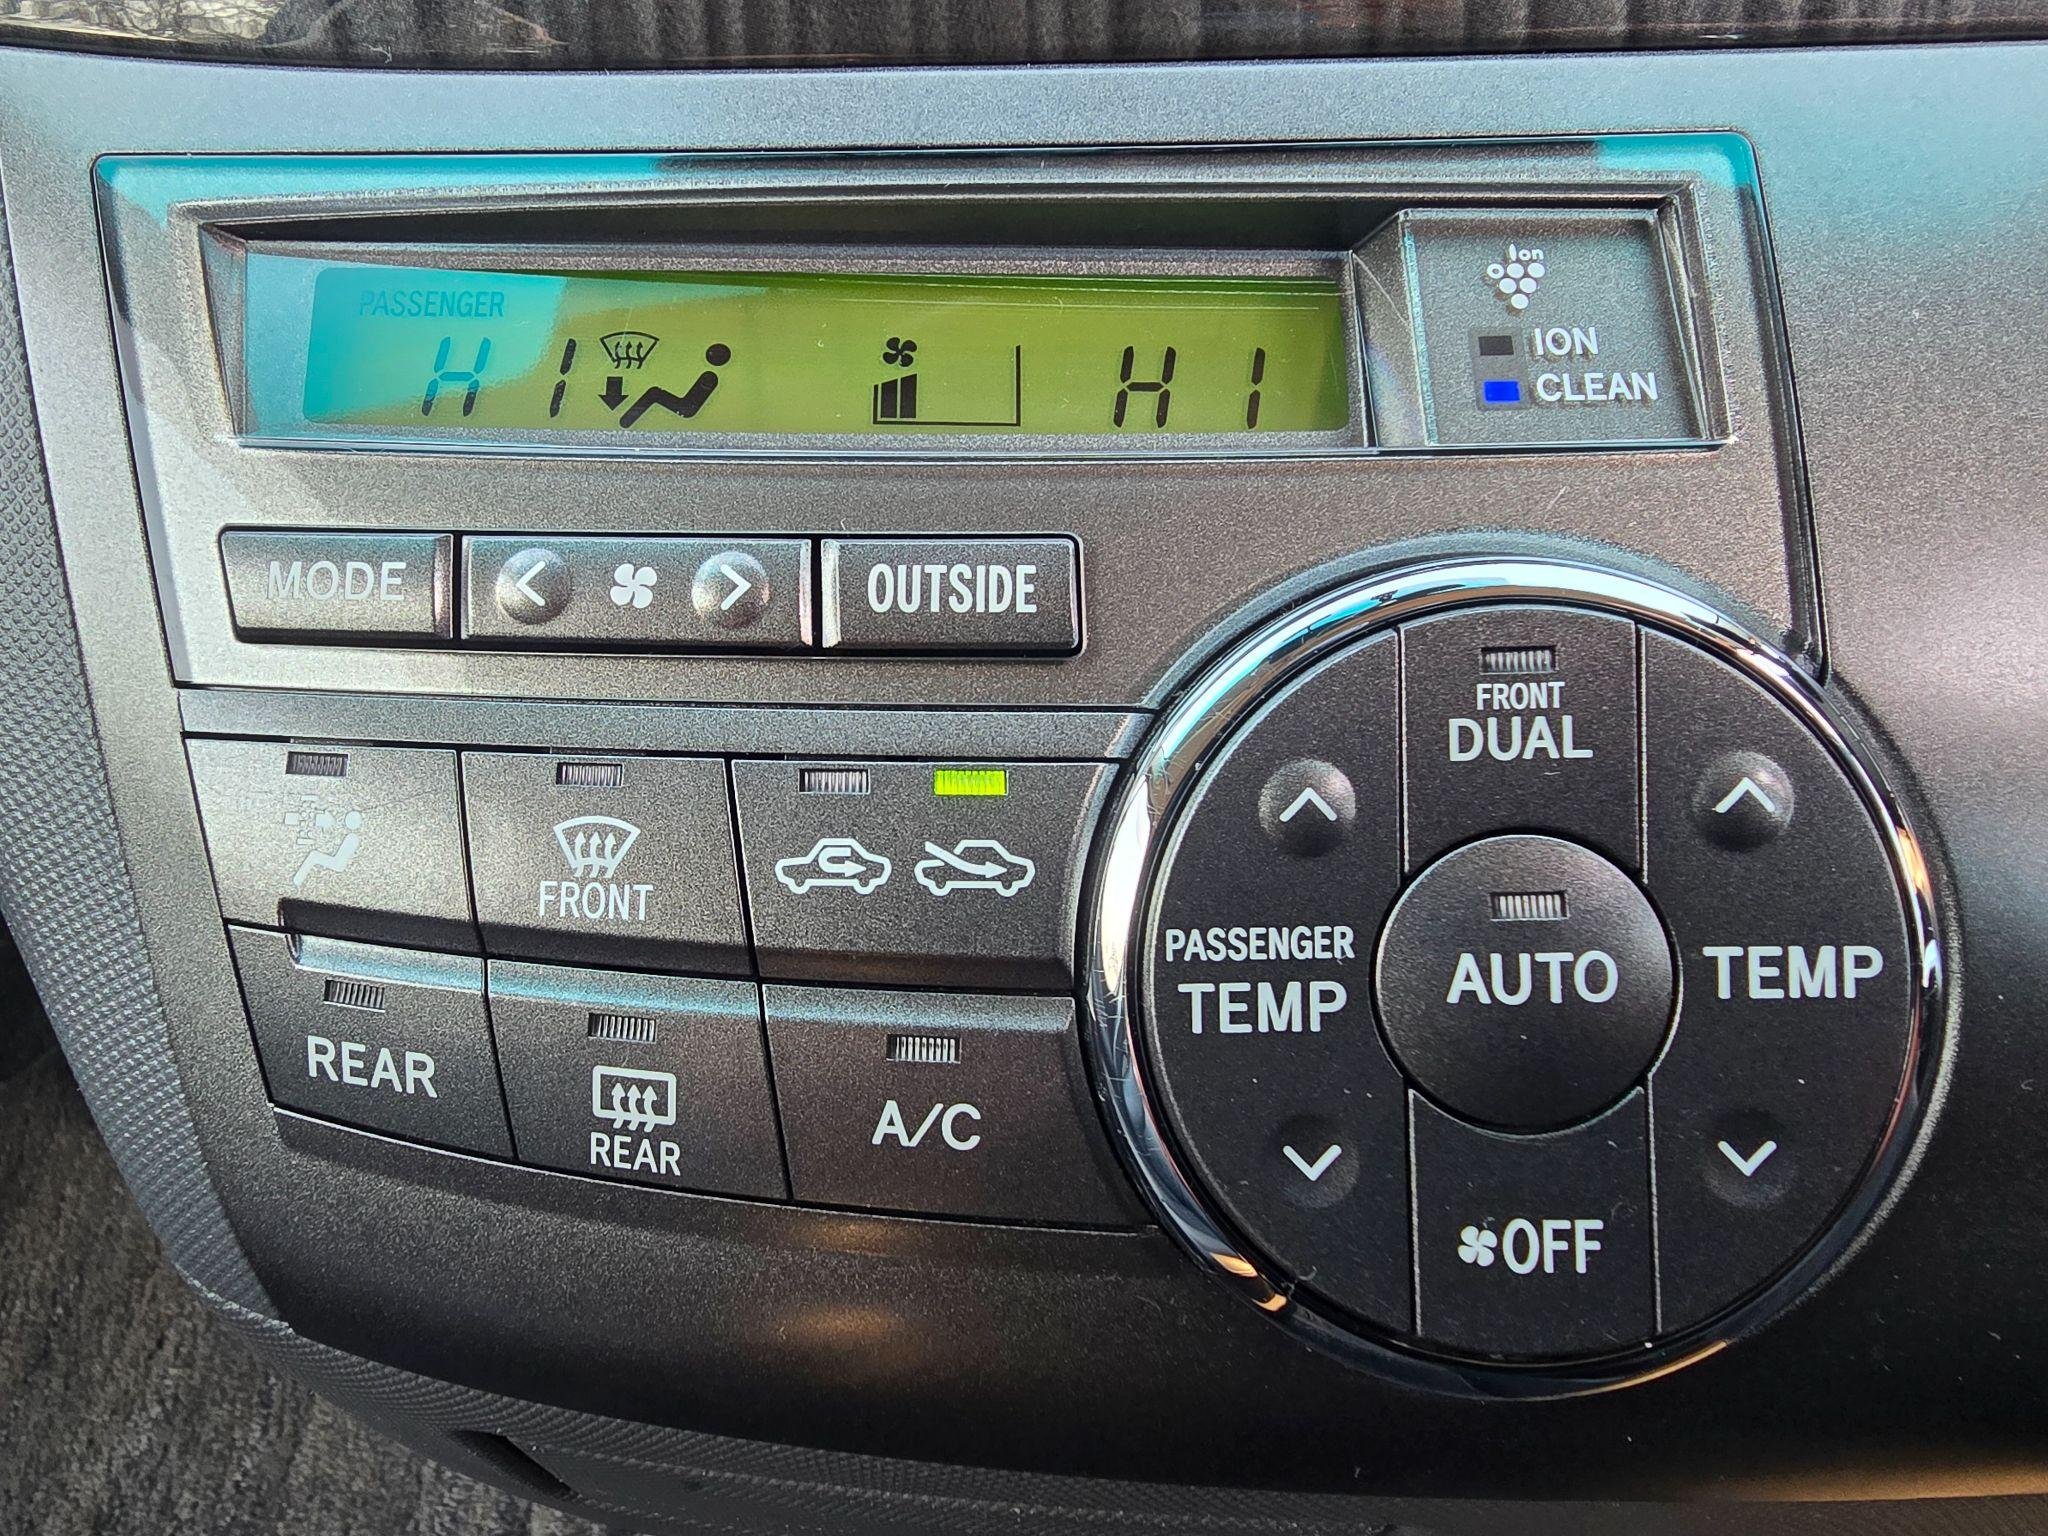 PASSENGER
HI
HI
Ion
ION
CLEAN
MODE
OUTSIDE
FRONT
DUAL
FRONT
PASSENGER
TEMP
AUTO
TEMP
REAR
REAR
A/C
OFF